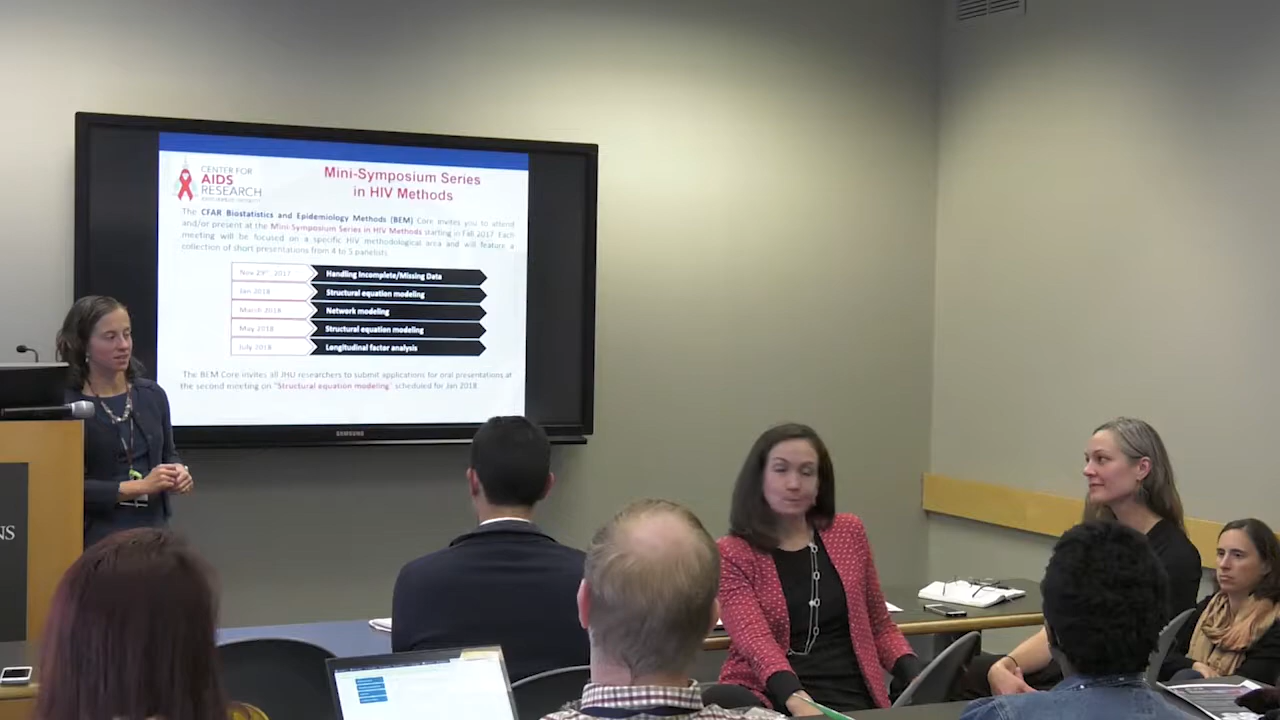 CENTER FOR
AIDS
RESEARCH
Mini-Symposium Series
in HIV Methods
The CFAR Biostatistics and Epidemiology Methods (BEM) Core invites you to attend
and/or present at the Mini-Symposium Series in HIV Methods starting in Fall 2017. Each
meeting will be focused on a specific HIV methodological area and will feature a
collection of short presentations from 4 to 5 panelists.
Nov 29th, 2017 Handling Incomplete/Missing Data
Jan 2018 Structural equation modeling
March 2018 Network modeling
May 2018 Structural equation modeling
July 2018 Longitudinal factor analysis
The BEM Core invites all JHU researchers to submit applications for oral presentations at
the second meeting on "Structural equation modeling" scheduled for Jan 2018.
SAMSUNG
NS